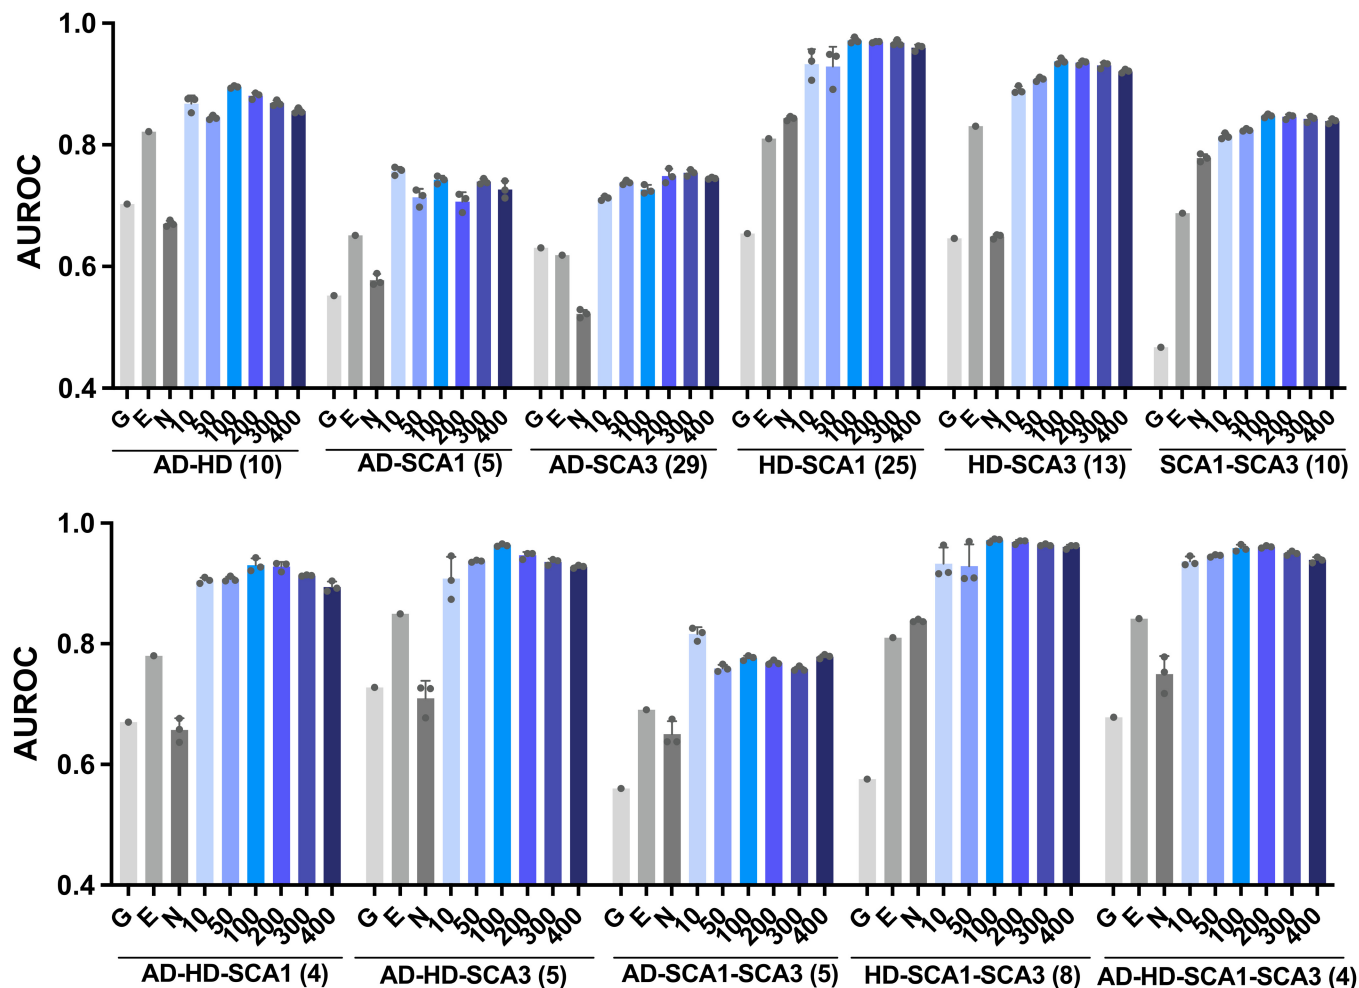 1.0
0.8
0.6
0.4
AUROC
G E N 10 50 100 200 300 400 G E N 10 50 100 200 300 400 G E N 10 50 100 200 300 400 G E N 10 50 100 200 300 400 G E N 10 50 100 200 300 400 G E N 10 50 100 200 300 400
AD-HD (10) AD-SCA1 (5) AD-SCA3 (29) HD-SCA1 (25) HD-SCA3 (13) SCA1-SCA3 (10)
1.0
0.8
0.6
0.4
AUROC
G E N 10 50 100 200 300 400 G E N 10 50 100 200 300 400 G E N 10 50 100 200 300 400 G E N 10 50 100 200 300 400 G E N 10 50 100 200 300 400
AD-HD-SCA1 (4) AD-HD-SCA3 (5) AD-SCA1-SCA3 (5) HD-SCA1-SCA3 (8) AD-HD-SCA1-SCA3 (4)